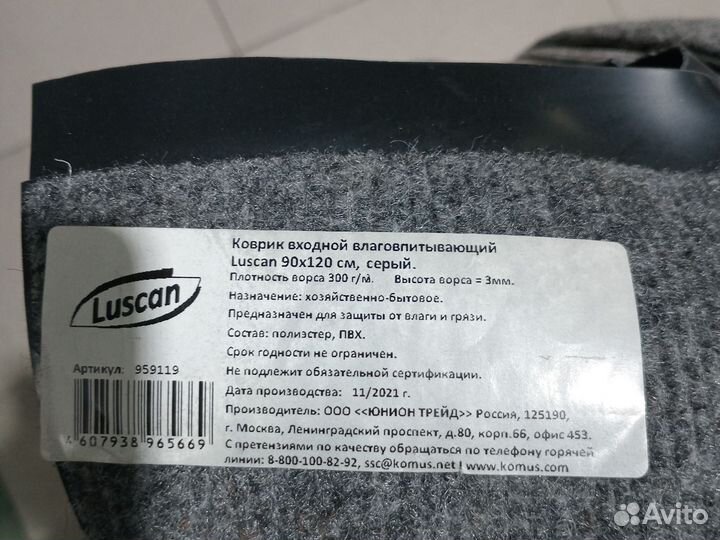 Коврик входной влаговпитывающий
Luscan 90х120 см, серый.
Плотность ворса 300 г/м. Высота ворса = 3мм.
Назначение: хозяйственно-бытовое.
Предназначен для защиты от влаги и грязи.
Состав: полиэстер, ПВХ.
Срок годности не ограничен.
Не подлежит обязательной сертификации.
Дата производства: 11/2021 г.
Производитель: ООО <<ЮНИОН ТРЕЙД>> Россия, 125190,
г. Москва, Ленинградский проспект, д.80, корп.66, офис 453.
С претензиями по качеству обращаться по телефону горячей
линии: 8-800-100-82-92, ssc@komus.net www.komus.com
Luscan
Артикул: 959119
4 607938 965669
Avito